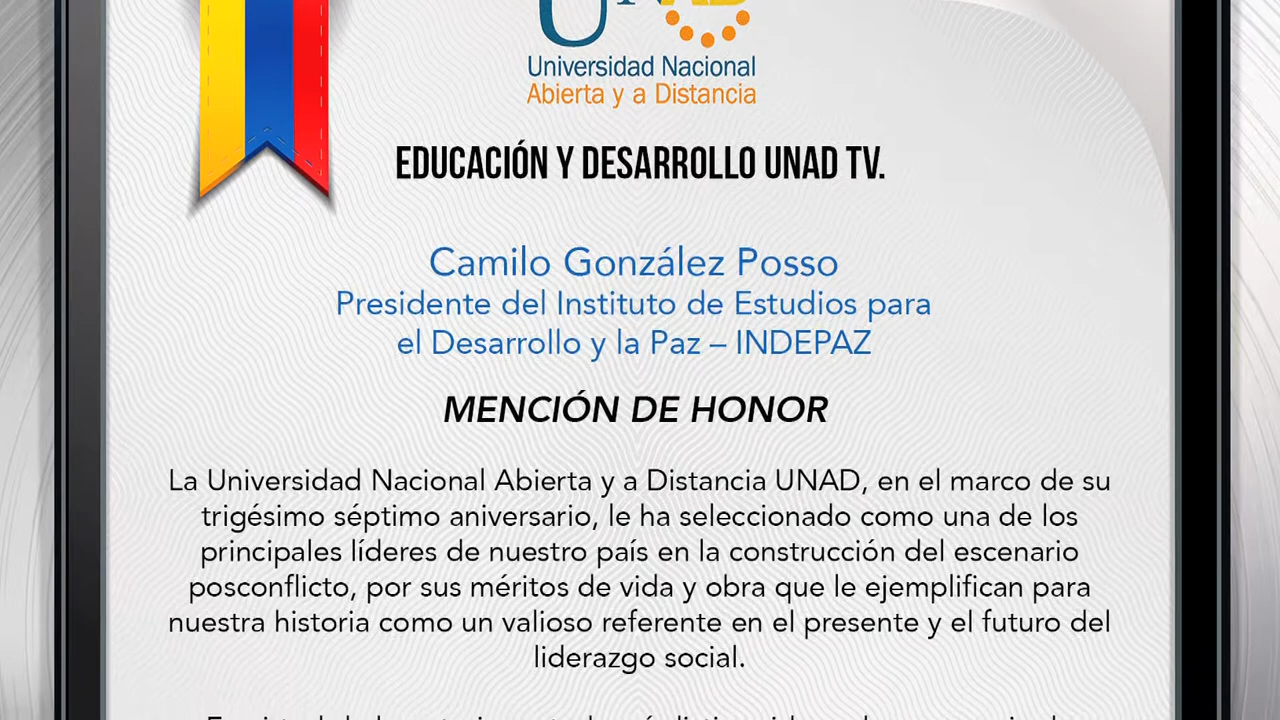 Universidad Nacional
Abierta y a Distancia
EDUCACIÓN Y DESARROLLO UNAD TV.
Camilo González Posso
Presidente del Instituto de Estudios para
el Desarrollo y la Paz – INDEPAZ
MENCIÓN DE HONOR
La Universidad Nacional Abierta y a Distancia UNAD, en el marco de su
trigésimo séptimo aniversario, le ha seleccionado como una de los
principales líderes de nuestro país en la construcción del escenario
posconflicto, por sus méritos de vida y obra que le ejemplifican para
nuestra historia como un valioso referente en el presente y el futuro del
liderazgo social.